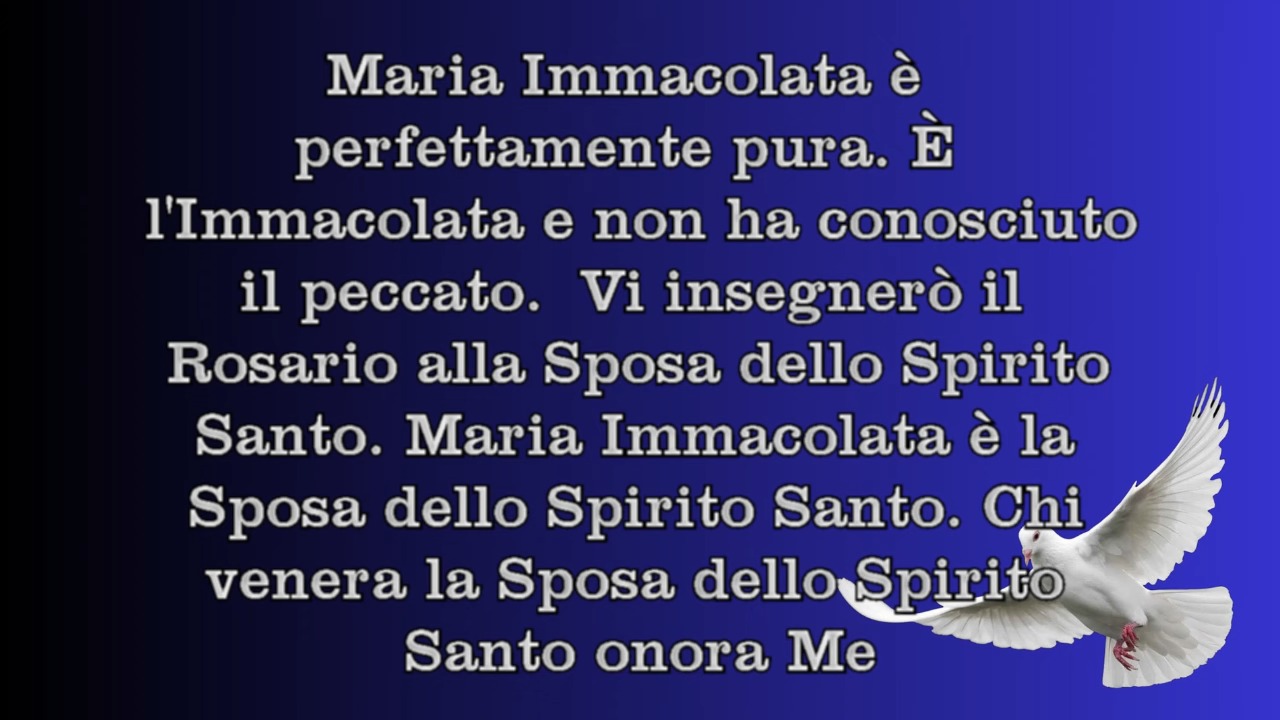 Maria Immacolata è
perfettamente pura. È
l'Immacolata e non ha conosciuto
il peccato.  Vi insegnerò il
Rosario alla Sposa dello Spirito
Santo. Maria Immacolata è la
Sposa dello Spirito Santo. Chi
venera la Sposa dello Spirito
Santo onora Me